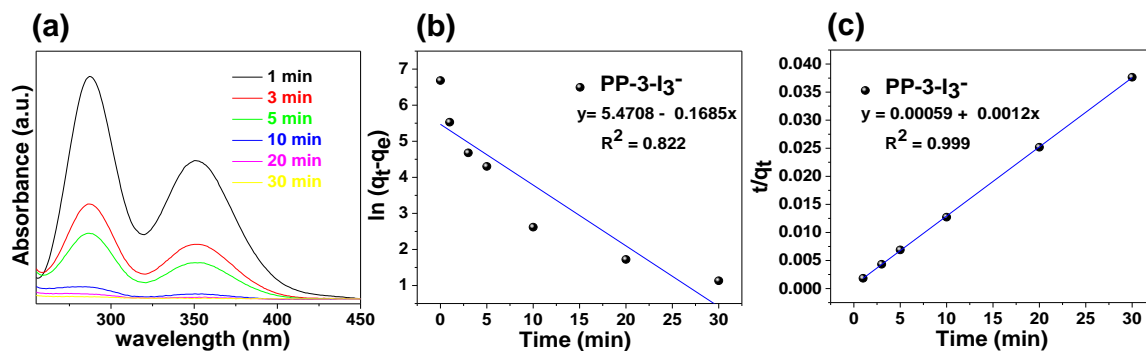 (a)
Absorbance (a.u.)
1 min
3 min
5 min
10 min
20 min
30 min
300 350 400 450
wavelength (nm)
(b)
ln (qt-qe)
7
6
5
4
3
2
1
PP-3-I3-
y= 5.4708 - 0.1685x
R2 = 0.822
0 5 10 15 20 25 30
Time (min)
(c)
t/qt
0.040
0.035
0.030
0.025
0.020
0.015
0.010
0.005
0.000
PP-3-I3-
y = 0.00059 + 0.0012x
R2 = 0.999
0 5 10 15 20 25 30
Time (min)